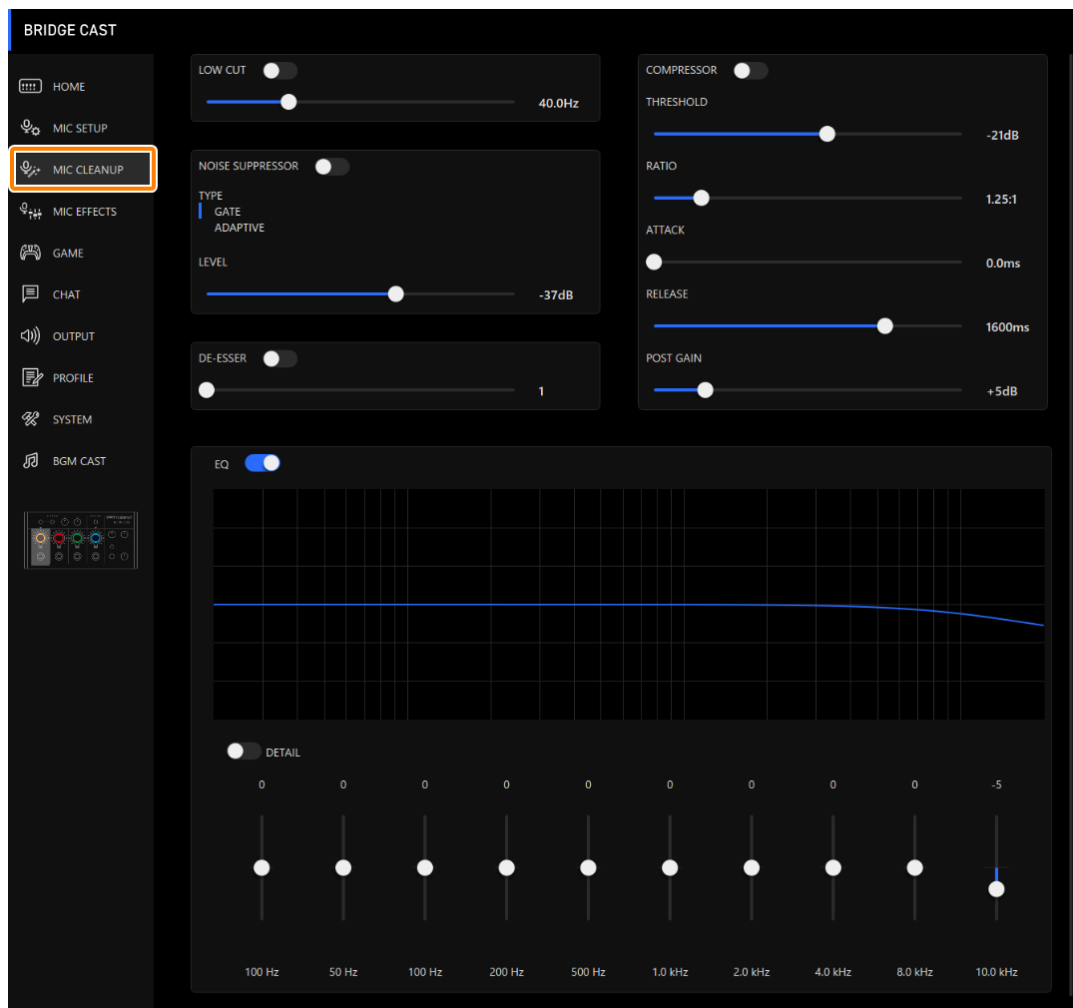 BRIDGE CAST
HOME
MIC SETUP
MIC CLEANUP
MIC EFFECTS
GAME
CHAT
OUTPUT
PROFILE
SYSTEM
BGM CAST
LOW CUT
40.0Hz
NOISE SUPPRESSOR
TYPE
GATE
ADAPTIVE
LEVEL
-37dB
DE-ESSER
1
COMPRESSOR
THRESHOLD
-21dB
RATIO
1.25:1
ATTACK
0.0ms
RELEASE
1600ms
POST GAIN
+5dB
EQ
DETAIL
0 0 0 0 0 0 0 0 0 -5
100 Hz 50 Hz 100 Hz 200 Hz 500 Hz 1.0 kHz 2.0 kHz 4.0 kHz 8.0 kHz 10.0 kHz